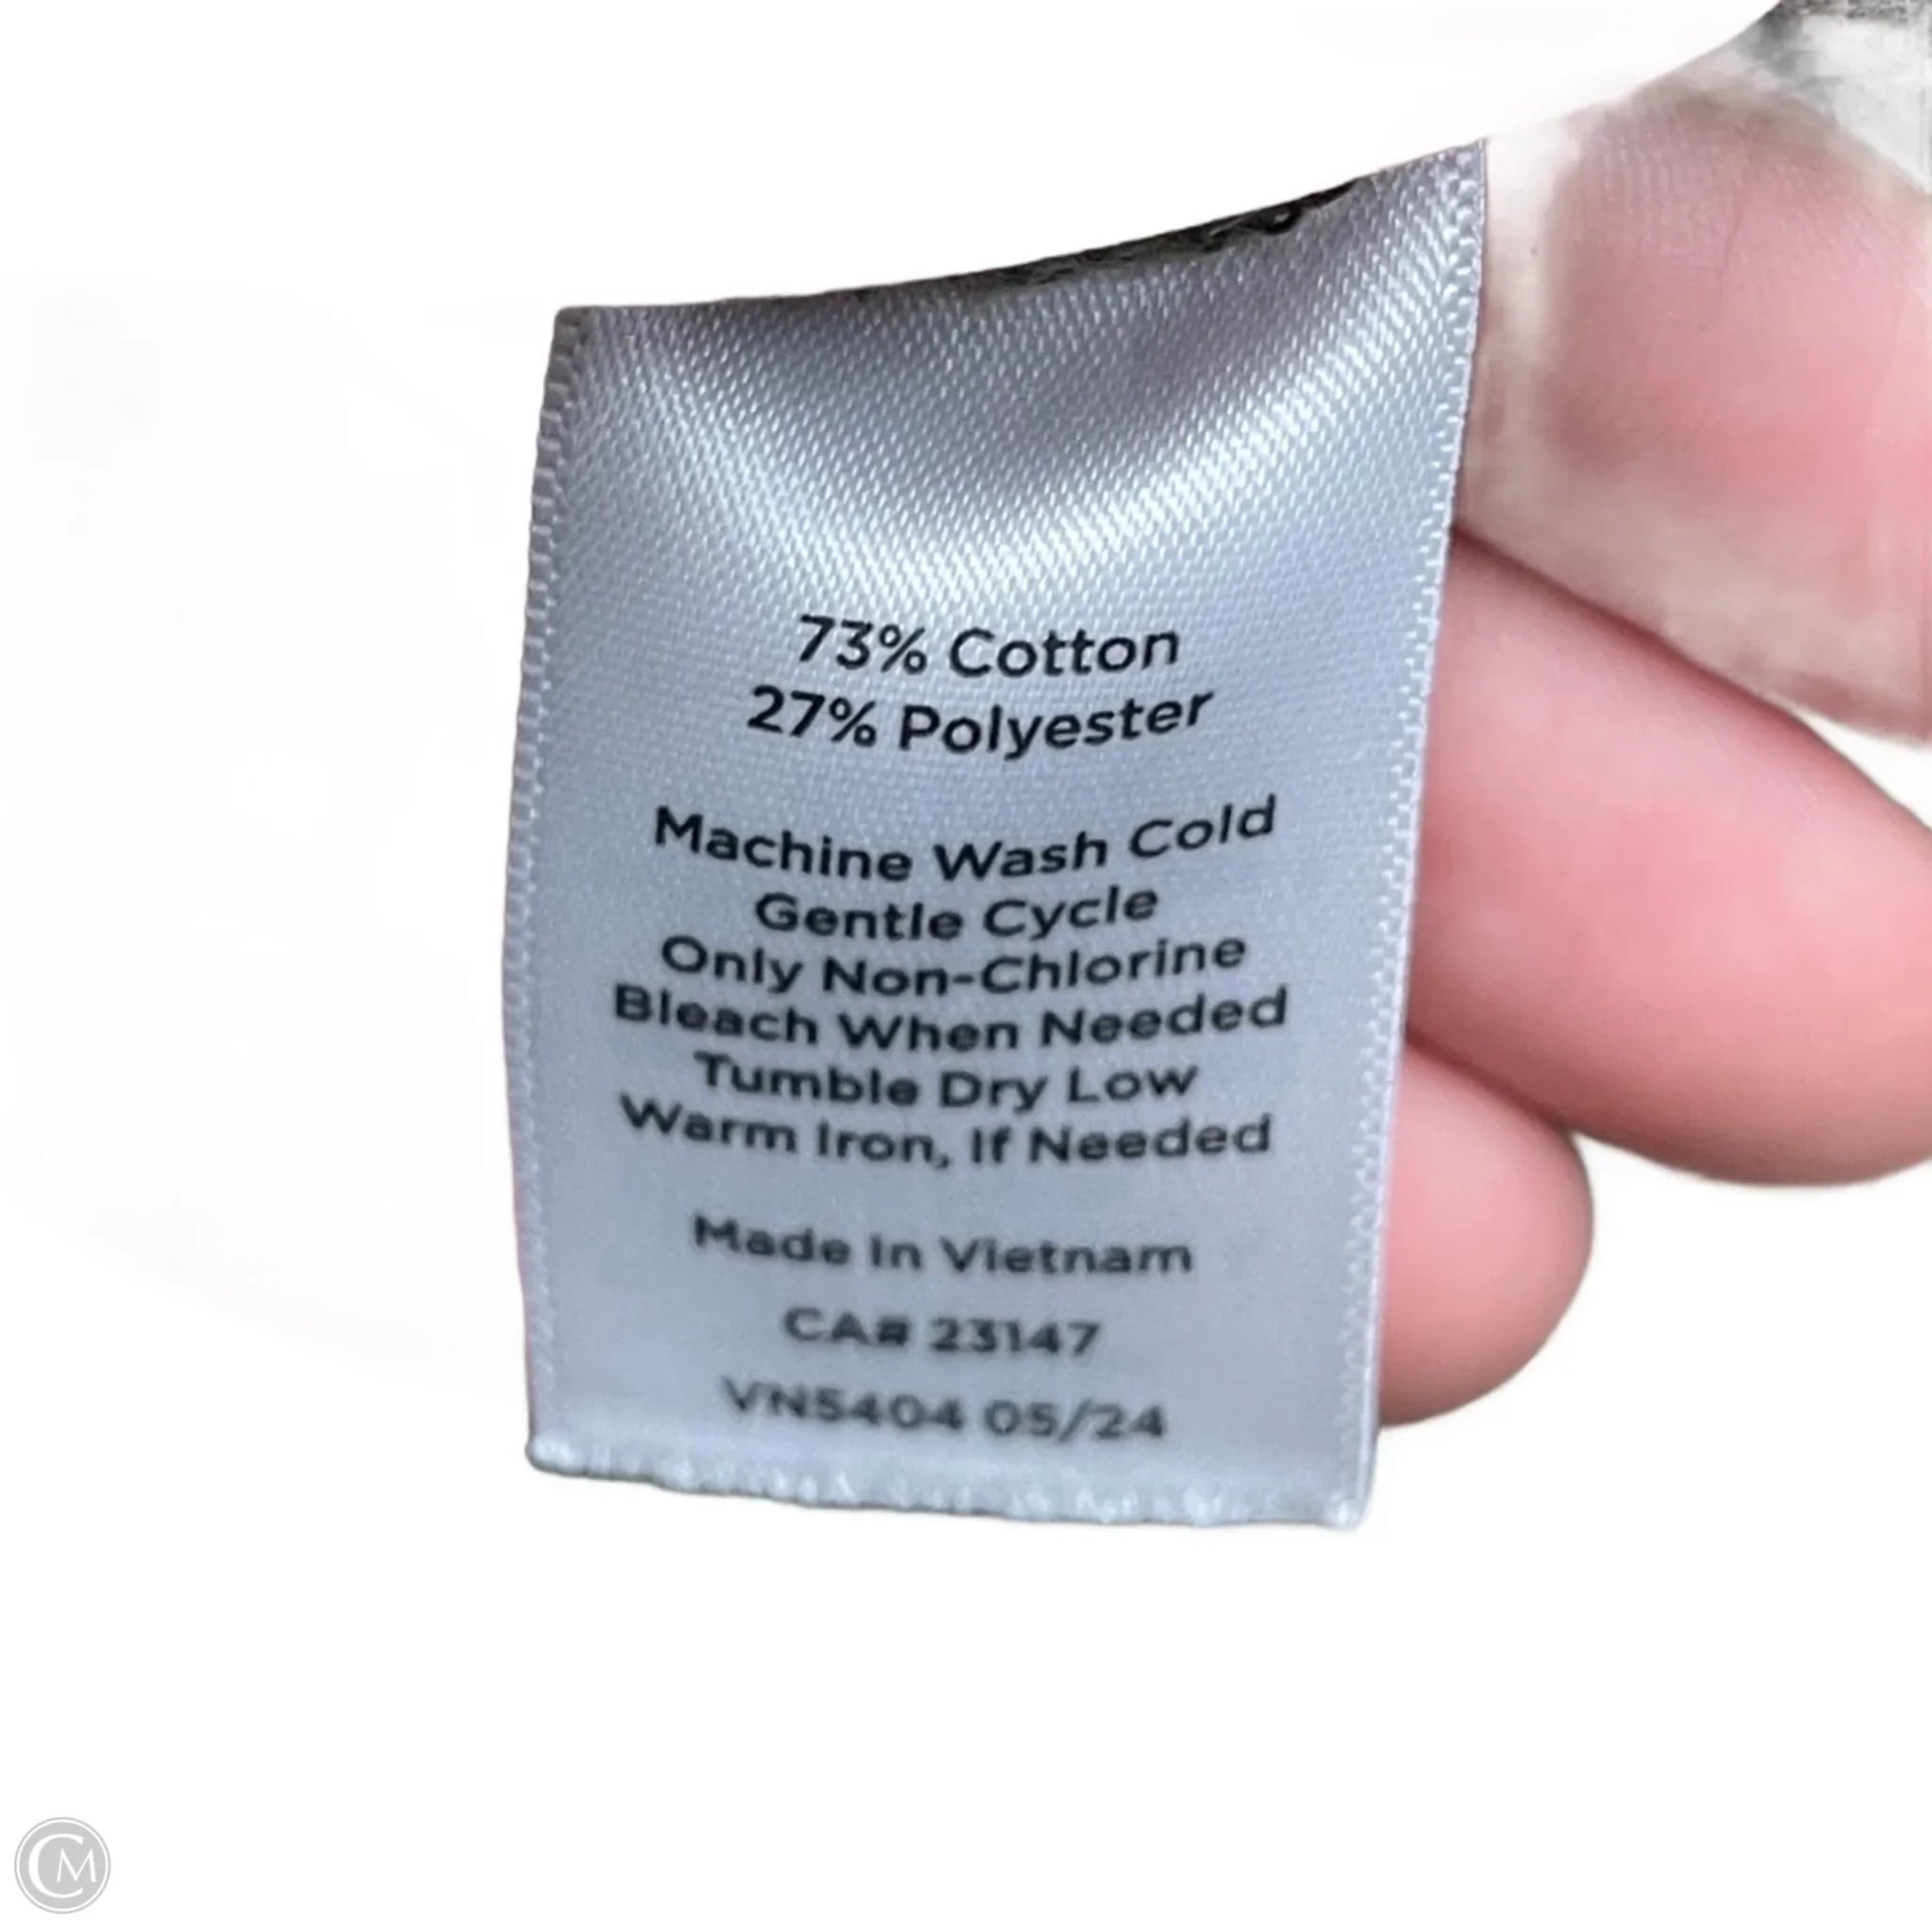 73% Cotton
27% Polyester
Machine Wash Cold
Gentle Cycle
Only Non-Chlorine
Bleach When Needed
Tumble Dry Low
Warm Iron, If Needed
Made In Vietnam
CA# 23147
VN5404 05/24
CM